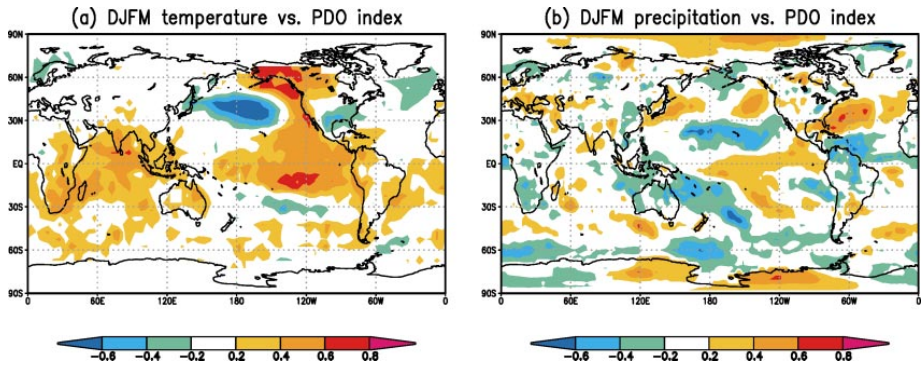 (a) DJFM temperature vs. PDO index
90N
60N
30N
EQ
30S
60S
90S
0 60E 120E 180 120W 60W 0
−0.6 −0.4 −0.2 0.2 0.4 0.6 0.8
(b) DJFM precipitation vs. PDO index
90N
60N
30N
EQ
30S
60S
90S
0 60E 120E 180 120W 60W 0
−0.6 −0.4 −0.2 0.2 0.4 0.6 0.8